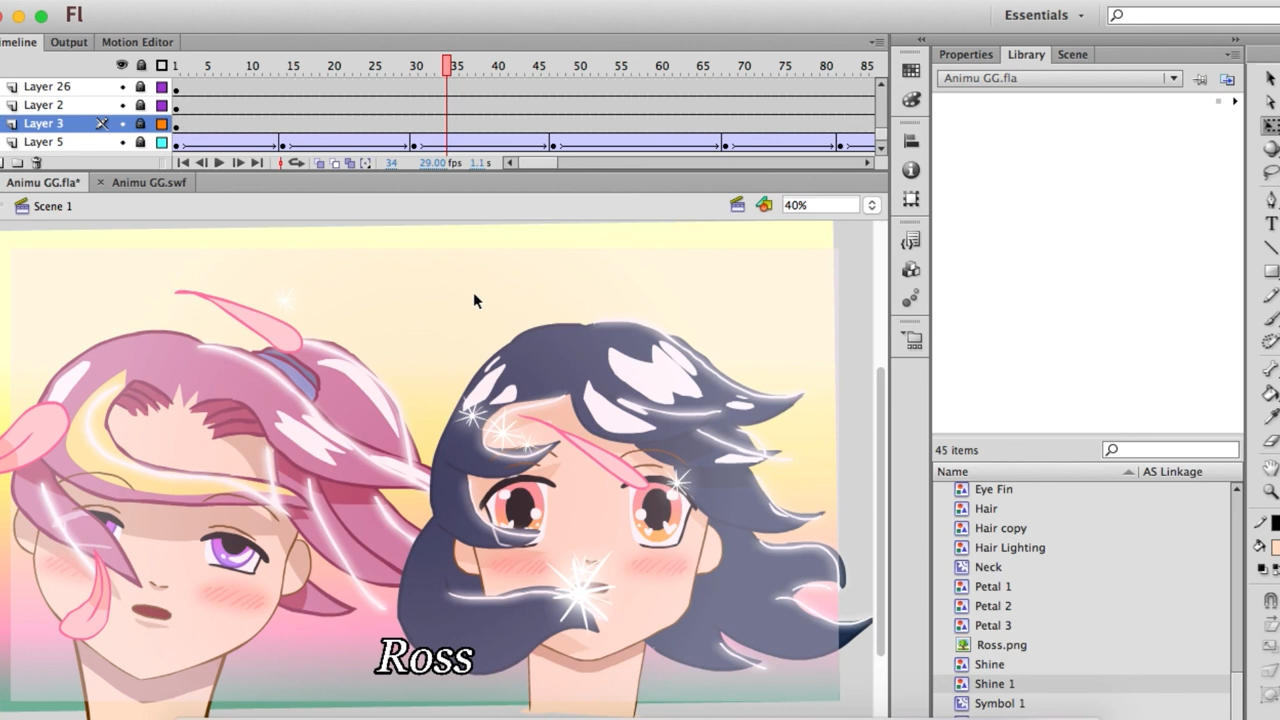 Fl
Essentials
imeline Output Motion Editor
1 5 10 15 20 25 30 35 40 45 50 55 60 65 70 75 80 85
Layer 26
Layer 2
Layer 3
Layer 5
34 29.00 fps 1.1 s
Animu GG.fla* × Animu GG.swf
Scene 1
40%
Properties Library Scene
Animu GG.fla
45 items
Name AS Linkage
Eye Fin
Hair
Hair copy
Hair Lighting
Neck
Petal 1
Petal 2
Petal 3
Ross.png
Shine
Shine 1
Symbol 1
T
Ross